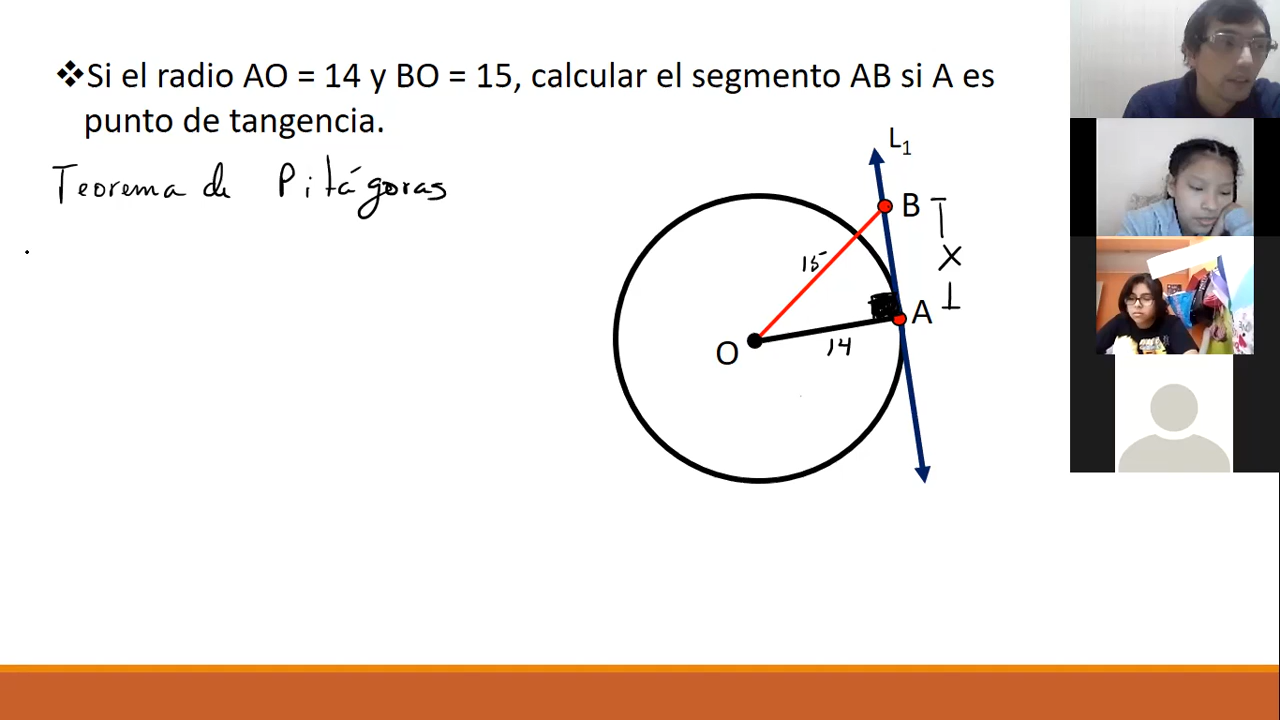 ❖Si el radio AO = 14 y BO = 15, calcular el segmento AB si A es
punto de tangencia.
Teorema de Pitágoras
L1
B
15
X
A
14
O